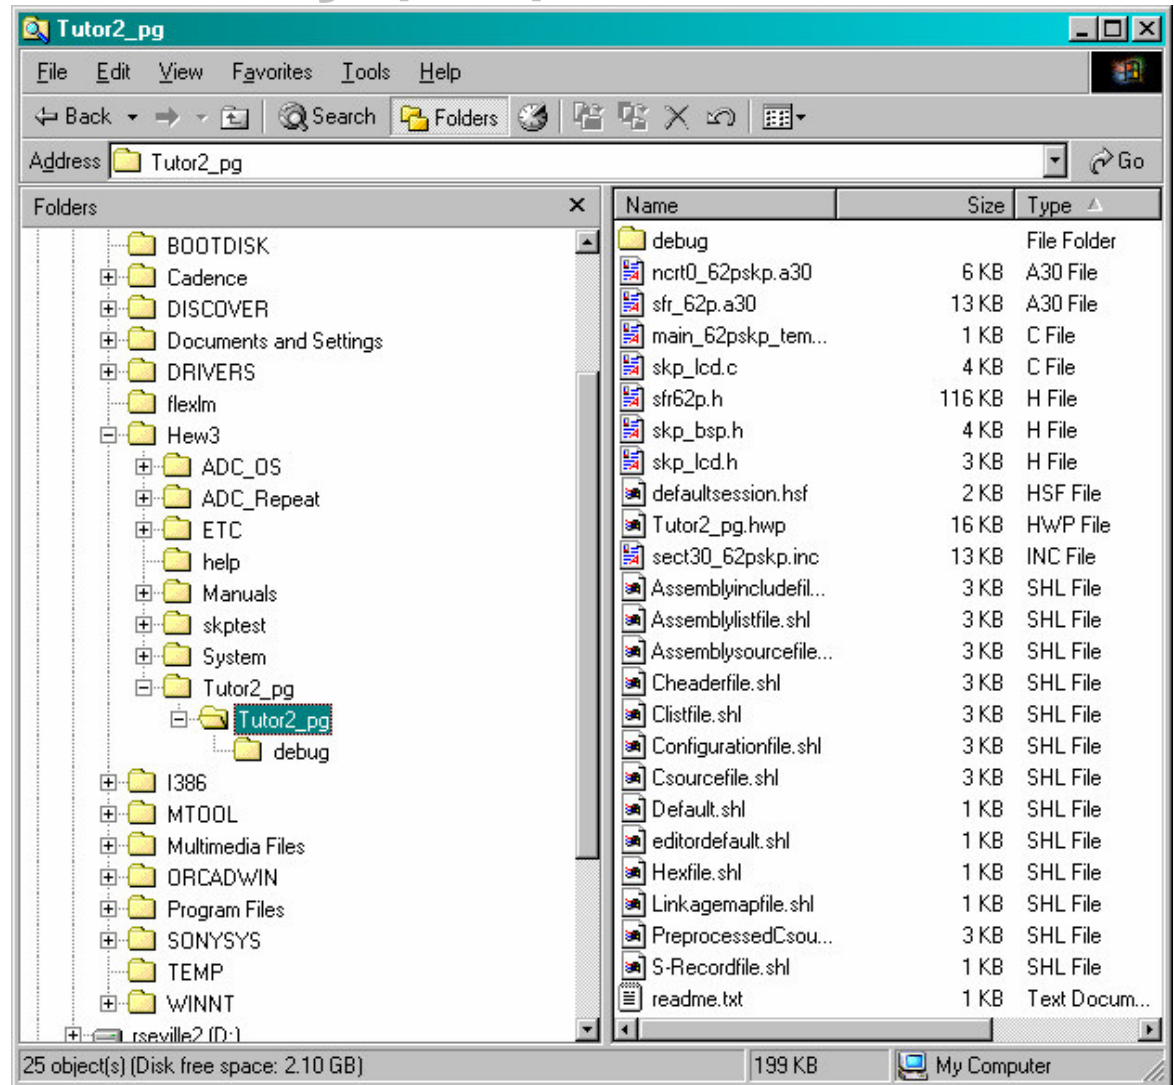 Tutor2_pg
File Edit View Favorites Tools Help
Back Search Folders
Address Tutor2_pg Go
Folders
BOOTDISK
Cadence
DISCOVER
Documents and Settings
DRIVERS
flexlm
Hew3
ADC_OS
ADC_Repeat
ETC
help
Manuals
skptest
System
Tutor2_pg
Tutor2_pg
debug
I386
MTOOL
Multimedia Files
ORCADWIN
Program Files
SONYSYS
TEMP
WINNT
rseville2 (D:)
Name Size Type
debug File Folder
ncrt0_62pskp.a30 6 KB A30 File
sfr_62p.a30 13 KB A30 File
main_62pskp_tem... 1 KB C File
skp_lcd.c 4 KB C File
sfr62p.h 116 KB H File
skp_bsp.h 4 KB H File
skp_lcd.h 3 KB H File
defaultsession.hsf 2 KB HSF File
Tutor2_pg.hwp 16 KB HWP File
sect30_62pskp.inc 13 KB INC File
Assemblyincludefil... 3 KB SHL File
Assemblylistfile.shl 3 KB SHL File
Assemblysourcefile... 3 KB SHL File
Cheaderfile.shl 3 KB SHL File
Clistfile.shl 3 KB SHL File
Configurationfile.shl 3 KB SHL File
Csourcefile.shl 3 KB SHL File
Default.shl 1 KB SHL File
editordefault.shl 1 KB SHL File
Hexfile.shl 1 KB SHL File
Linkagemapfile.shl 1 KB SHL File
PreprocessedCsou... 3 KB SHL File
S-Recordfile.shl 1 KB SHL File
readme.txt 1 KB Text Docum...
25 object(s) (Disk free space: 2.10 GB) 199 KB My Computer